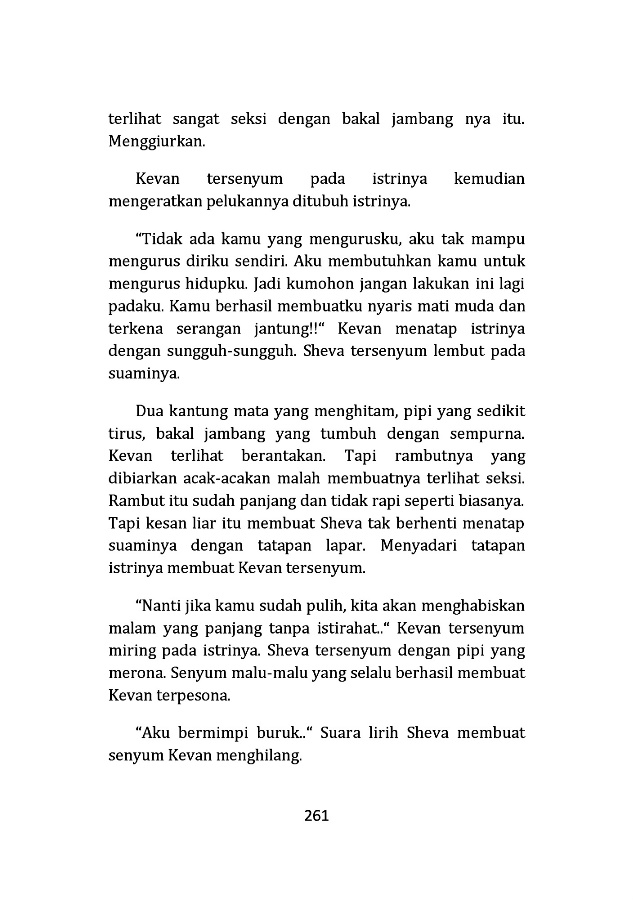 terlihat sangat seksi dengan bakal jambang nya itu.
Menggiurkan.
Kevan tersenyum pada istrinya kemudian
mengeratkan pelukannya ditubuh istrinya.
“Tidak ada kamu yang mengurusku, aku tak mampu
mengurus diriku sendiri. Aku membutuhkan kamu untuk
mengurus hidupku. Jadi kumohon jangan lakukan ini lagi
padaku. Kamu berhasil membuatku nyaris mati muda dan
terkena serangan jantung!!“ Kevan menatap istrinya
dengan sungguh-sungguh. Sheva tersenyum lembut pada
suaminya.
Dua kantung mata yang menghitam, pipi yang sedikit
tirus, bakal jambang yang tumbuh dengan sempurna.
Kevan terlihat berantakan. Tapi rambutnya yang
dibiarkan acak-acakan malah membuatnya terlihat seksi.
Rambut itu sudah panjang dan tidak rapi seperti biasanya.
Tapi kesan liar itu membuat Sheva tak berhenti menatap
suaminya dengan tatapan lapar. Menyadari tatapan
istrinya membuat Kevan tersenyum.
“Nanti jika kamu sudah pulih, kita akan menghabiskan
malam yang panjang tanpa istirahat..“ Kevan tersenyum
miring pada istrinya. Sheva tersenyum dengan pipi yang
merona. Senyum malu-malu yang selalu berhasil membuat
Kevan terpesona.
“Aku bermimpi buruk..“ Suara lirih Sheva membuat
senyum Kevan menghilang.
261